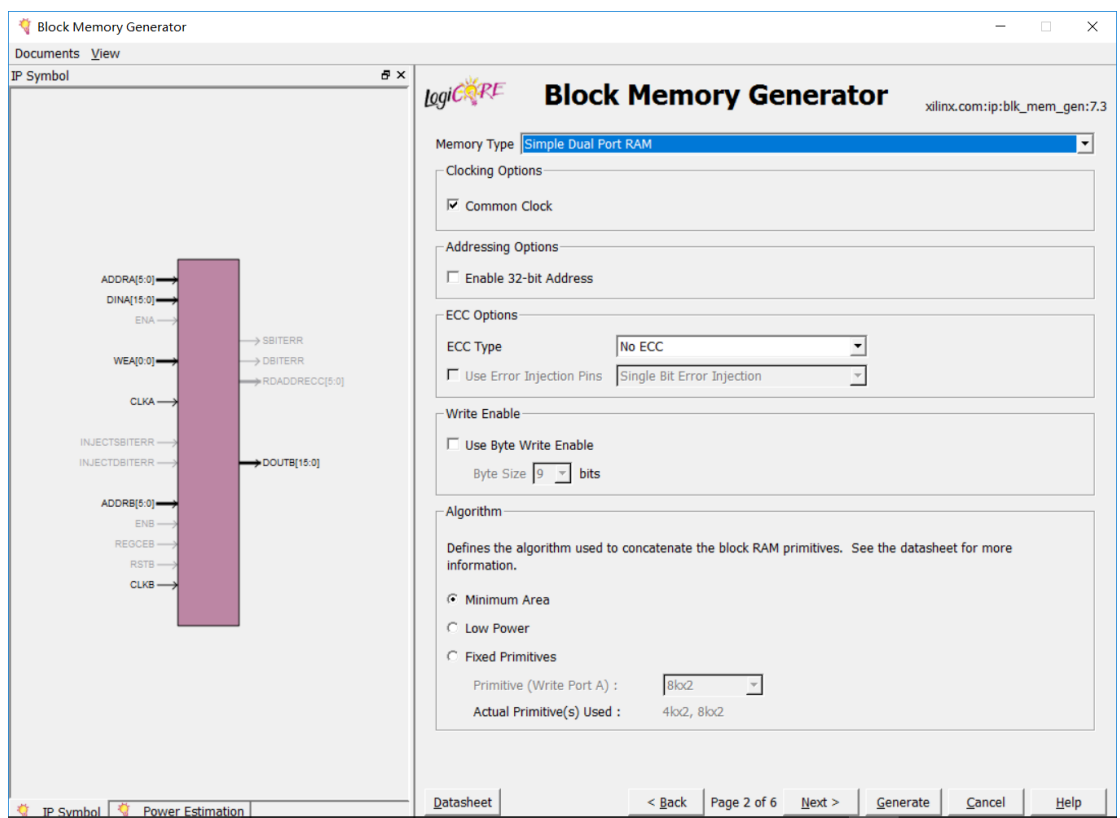 Block Memory Generator
Documents View
IP Symbol
ADDRA[5:0]
DINA[15:0]
ENA
SBITERR
WEA[0:0]
DBITERR
RDADDRECC[5:0]
CLKA
INJECTSBITERR
INJECTDBITERR
DOUTB[15:0]
ADDRB[5:0]
ENB
REGCEB
RSTB
CLKB
IP Symbol
Power Estimation
LogiCORE
Block Memory Generator
xilinx.com:ip:blk_mem_gen:7.3
Memory Type Simple Dual Port RAM
Clocking Options
Common Clock
Addressing Options
Enable 32-bit Address
ECC Options
ECC Type No ECC
Use Error Injection Pins Single Bit Error Injection
Write Enable
Use Byte Write Enable
Byte Size 9 bits
Algorithm
Defines the algorithm used to concatenate the block RAM primitives. See the datasheet for more
information.
Minimum Area
Low Power
Fixed Primitives
Primitive (Write Port A) : 8kx2
Actual Primitive(s) Used : 4kx2, 8kx2
Datasheet < Back Page 2 of 6 Next > Generate Cancel Help